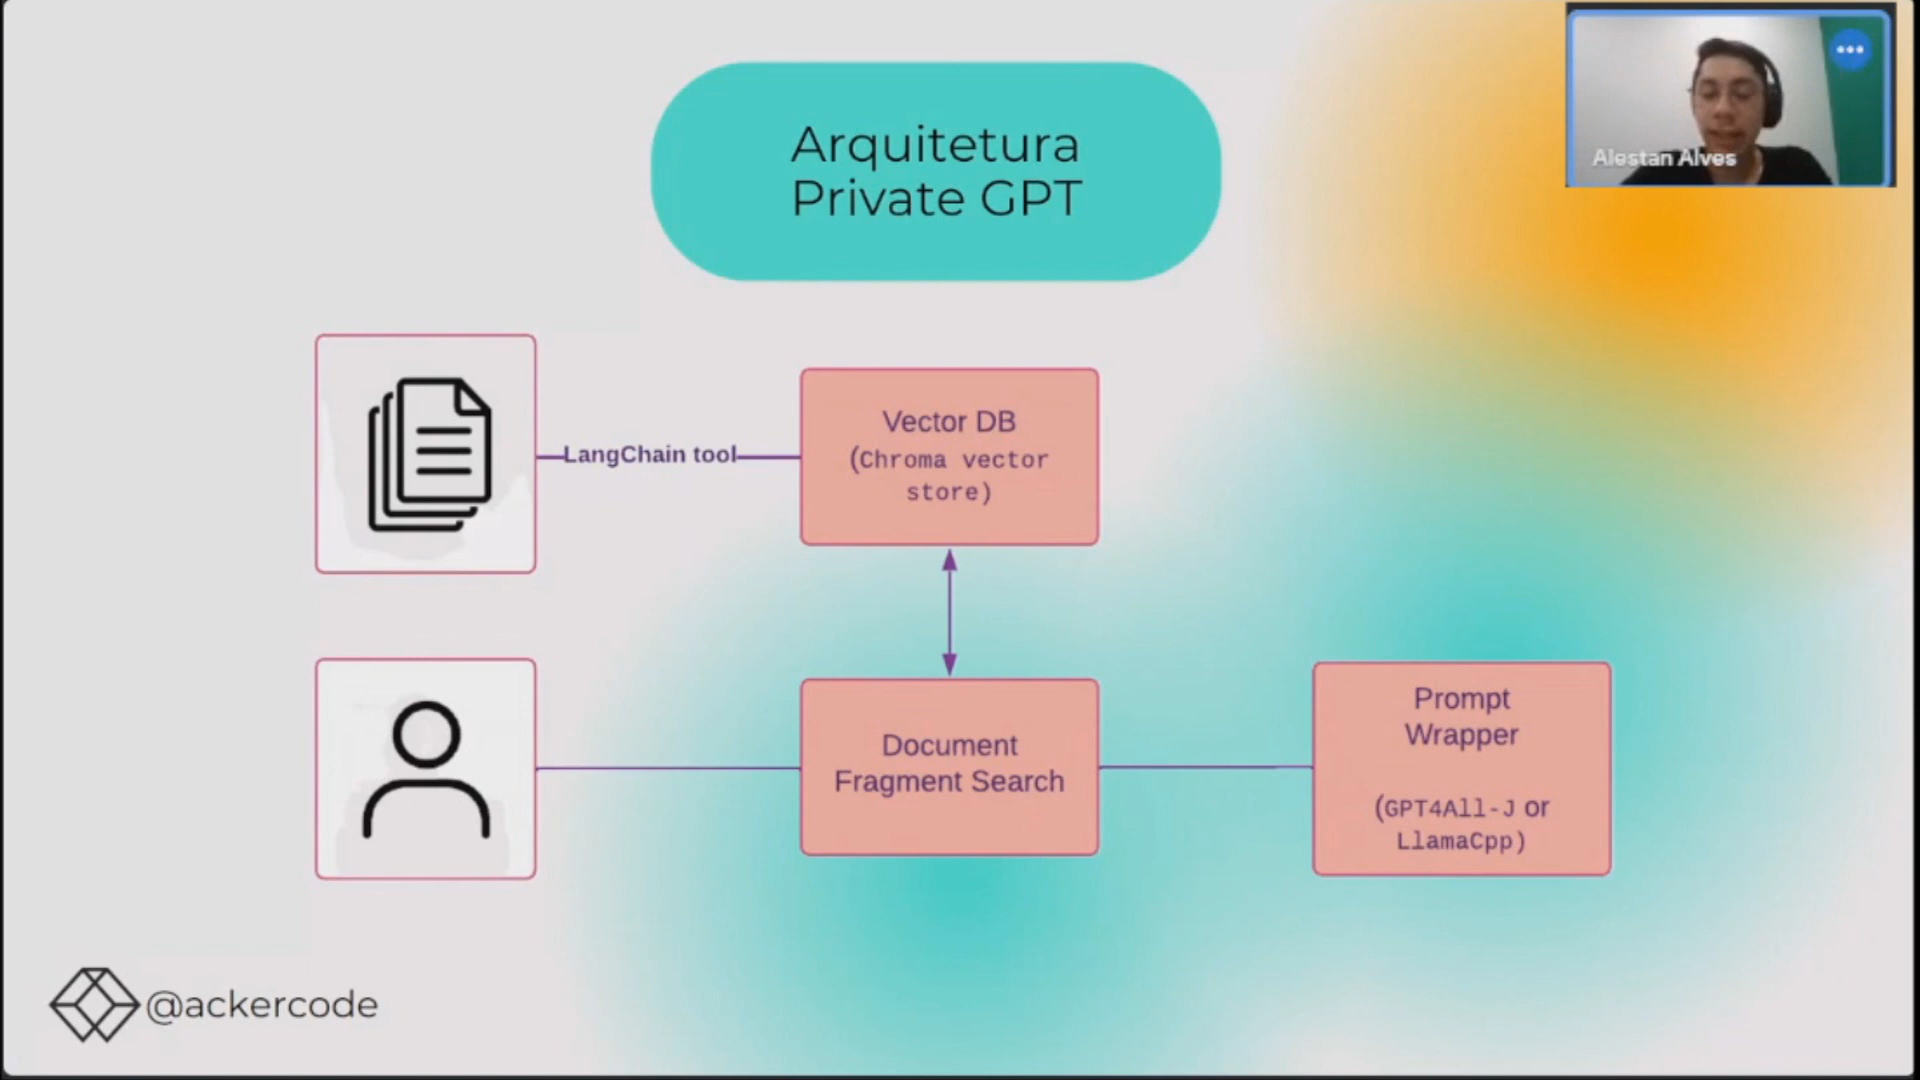 Arquitetura
Private GPT
Alestan Alves
LangChain tool
Vector DB
(Chroma vector
store)
Document
Fragment Search
Prompt
Wrapper
(GPT4All-J or
LlamaCpp)
@ackercode